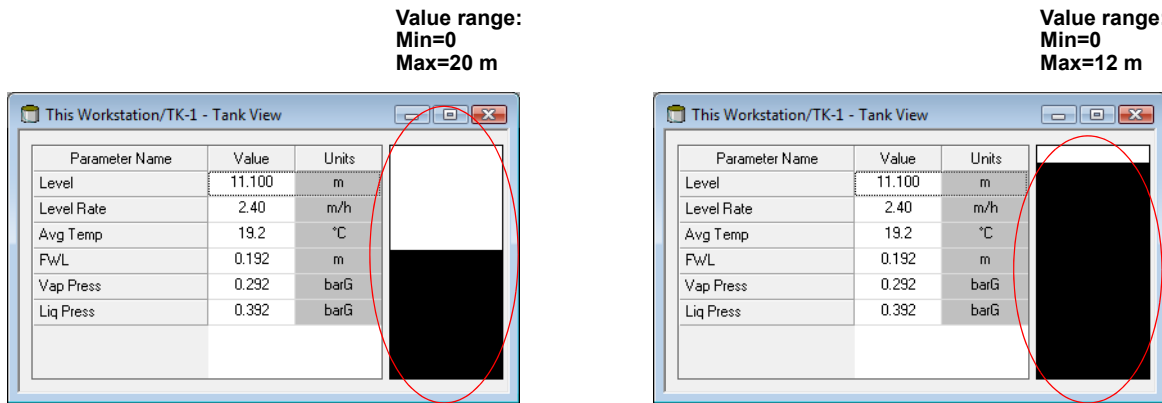 Value range:
Min=0
Max=20 m
This Workstation/TK-1 - Tank View
Parameter Name Value Units
Level 11.100 m
Level Rate 2.40 m/h
Avg Temp 19.2 °C
FWL 0.192 m
Vap Press 0.292 barG
Liq Press 0.392 barG
Value range
Min=0
Max=12 m
This Workstation/TK-1 - Tank View
Parameter Name Value Units
Level 11.100 m
Level Rate 2.40 m/h
Avg Temp 19.2 °C
FWL 0.192 m
Vap Press 0.292 barG
Liq Press 0.392 barG